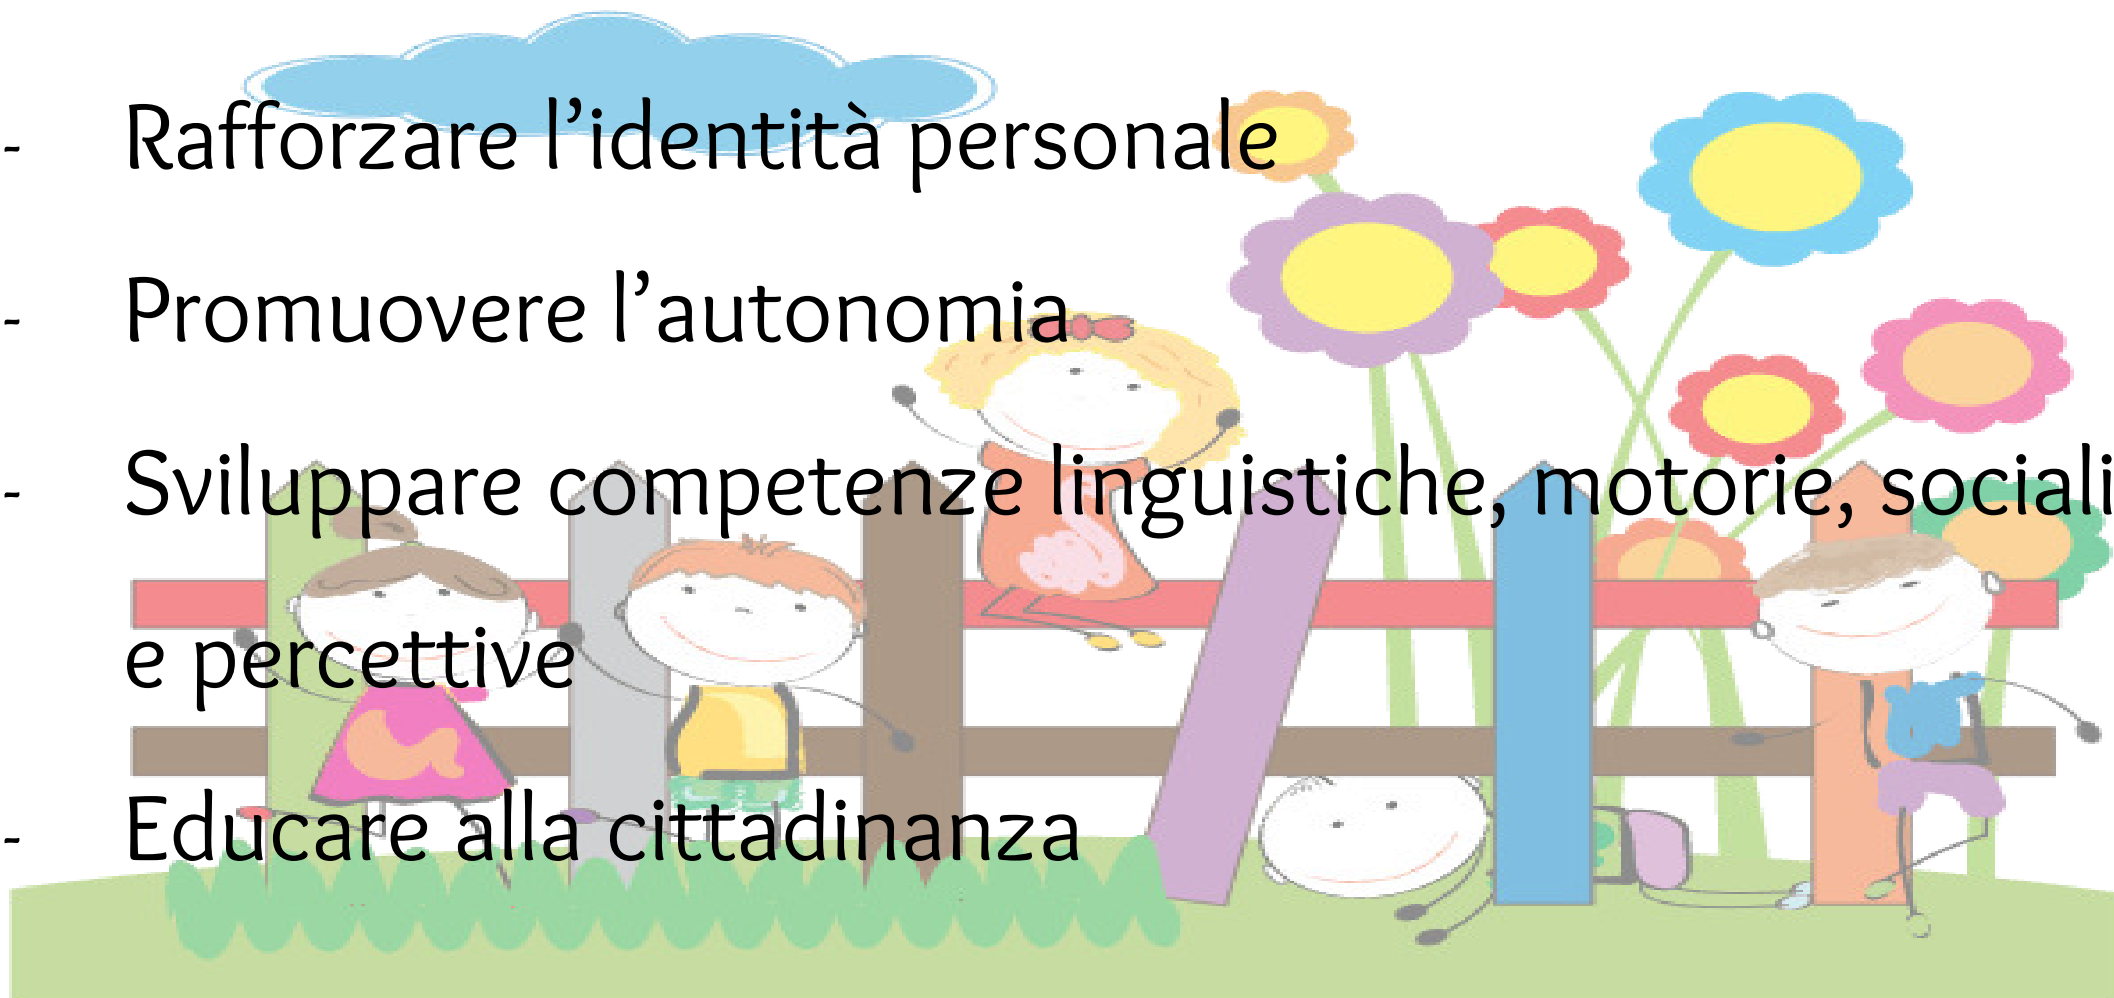 - Rafforzare l’identità personale
- Promuovere l’autonomia
- Sviluppare competenze linguistiche, motorie, sociali
e percettive
- Educare alla cittadinanza